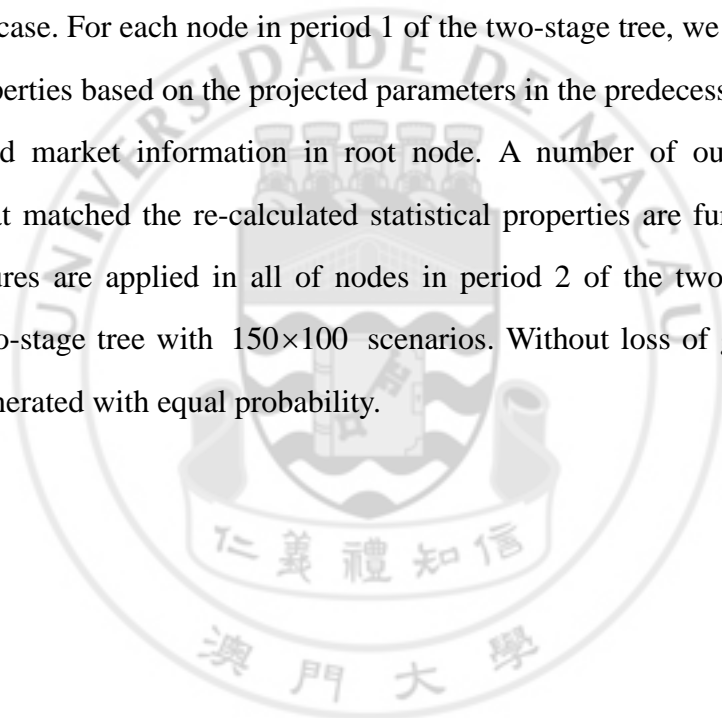 case. For each node in period 1 of the two-stage tree, we
perties based on the projected parameters in the predecess
d market information in root node. A number of ou
t matched the re-calculated statistical properties are fu
ures are applied in all of nodes in period 2 of the two
o-stage tree with 150×100 scenarios. Without loss of
nerated with equal probability.
UNIVERSIDADE DE MACAU
仁義禮知信
澳門大學